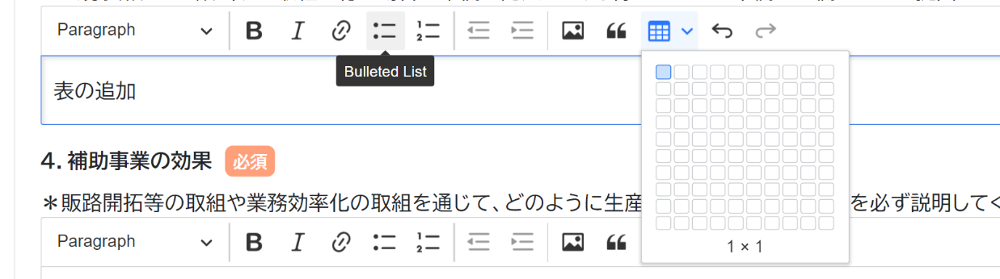 Paragraph
Bulleted List
表の追加
4. 補助事業の効果 必須
＊販路開拓等の取組や業務効率化の取組を通じて、どのように生産
を必ず説明して
Paragraph
1 × 1